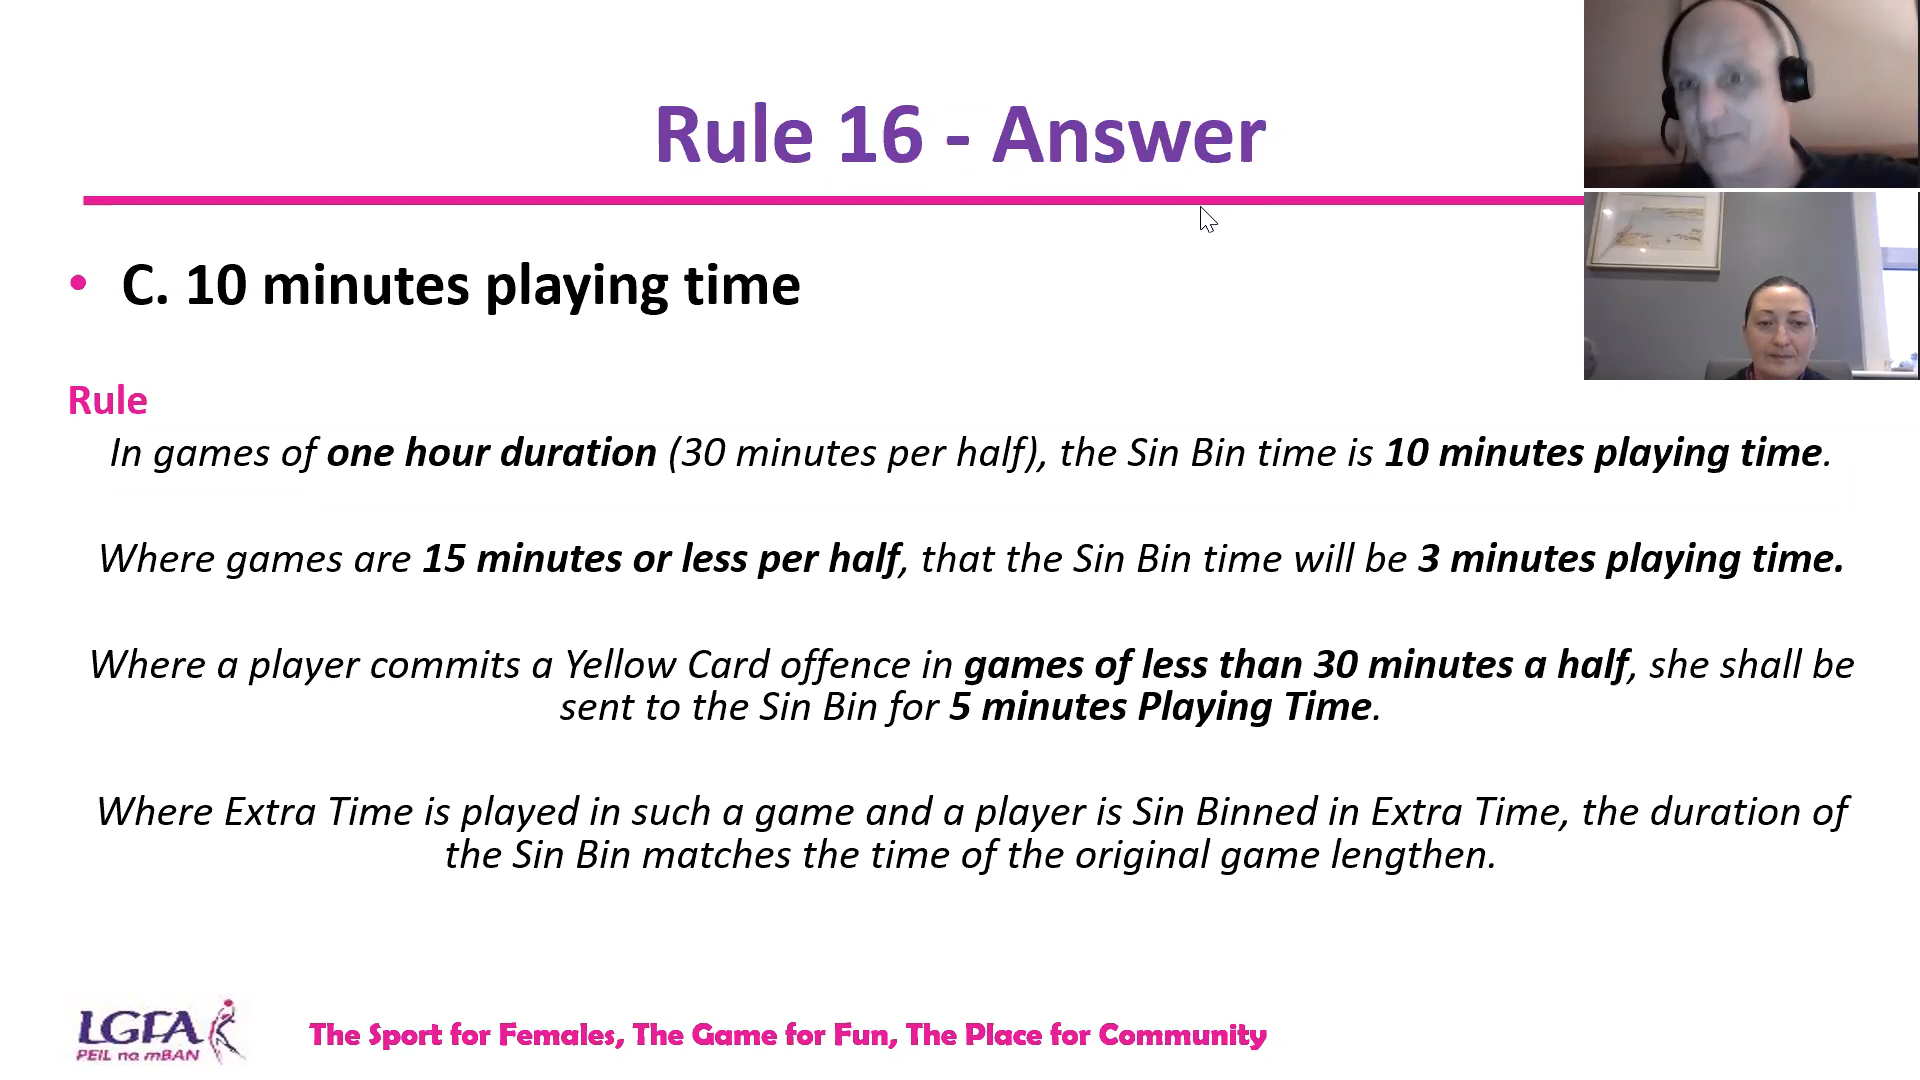 Rule 16 - Answer
• C. 10 minutes playing time
Rule
In games of one hour duration (30 minutes per half), the Sin Bin time is 10 minutes playing time.
Where games are 15 minutes or less per half, that the Sin Bin time will be 3 minutes playing time.
Where a player commits a Yellow Card offence in games of less than 30 minutes a half, she shall be
sent to the Sin Bin for 5 minutes Playing Time.
Where Extra Time is played in such a game and a player is Sin Binned in Extra Time, the duration of
the Sin Bin matches the time of the original game lengthen.
LGFA
PEIL na mBAN
The Sport for Females, The Game for Fun, The Place for Community